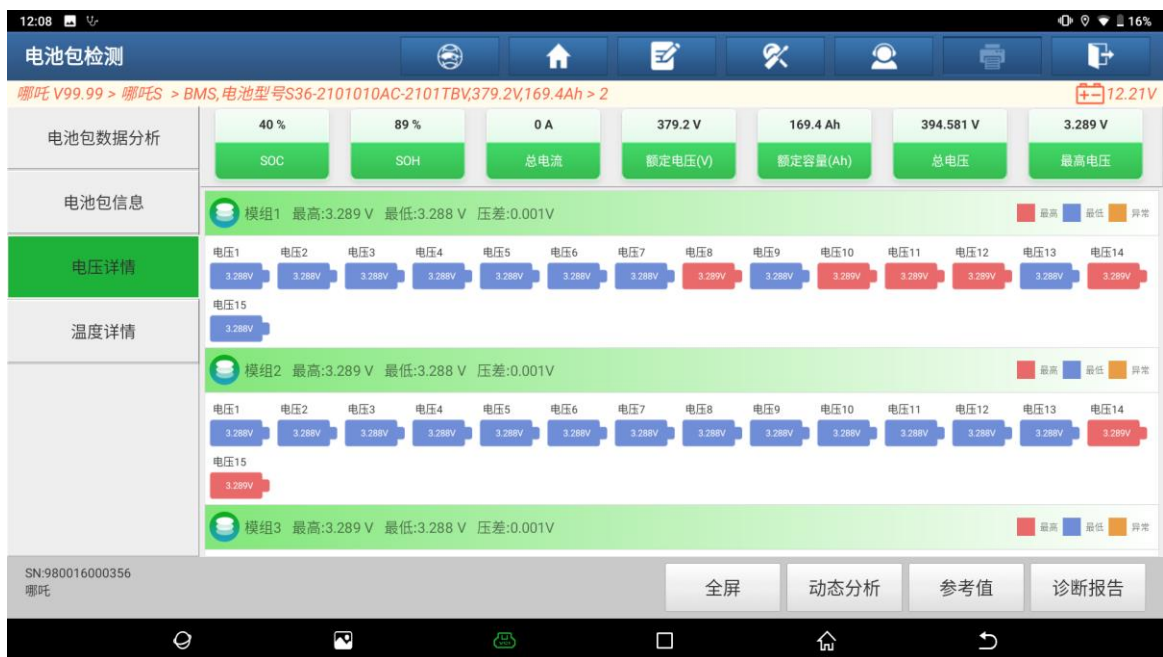 12:08 16%
电池包检测
哪吒 V99.99 > 哪吒S > BMS,电池型号S36-2101010AC-2101TBV,379.2V,169.4Ah > 2 12.21V
电池包数据分析
电池包信息
电压详情
温度详情
40 % 89 % 0 A 379.2 V 169.4 Ah 394.581 V 3.289 V
SOC SOH 总电流 额定电压(V) 额定容量(Ah) 总电压 最高电压
模组1 最高:3.289 V 最低:3.288 V 压差:0.001V 最高 最低 异常
电压1 电压2 电压3 电压4 电压5 电压6 电压7 电压8 电压9 电压10 电压11 电压12 电压13 电压14
3.288V 3.288V 3.288V 3.288V 3.288V 3.288V 3.288V 3.289V 3.288V 3.289V 3.289V 3.289V 3.288V 3.289V
电压15
3.288V
模组2 最高:3.289 V 最低:3.288 V 压差:0.001V 最高 最低 异常
电压1 电压2 电压3 电压4 电压5 电压6 电压7 电压8 电压9 电压10 电压11 电压12 电压13 电压14
3.288V 3.288V 3.288V 3.288V 3.288V 3.288V 3.288V 3.288V 3.288V 3.288V 3.288V 3.288V 3.288V 3.289V
电压15
3.289V
模组3 最高:3.289 V 最低:3.288 V 压差:0.001V 最高 最低 异常
SN:980016000356
哪吒
全屏 动态分析 参考值 诊断报告